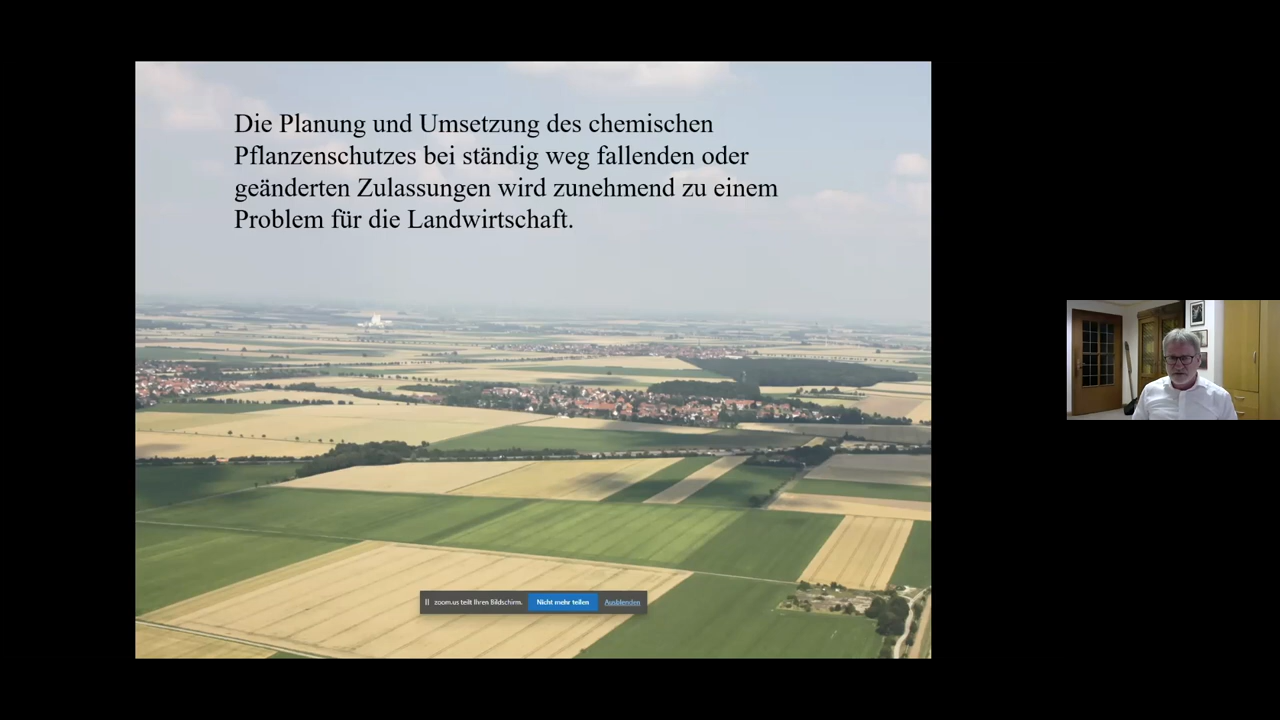 Die Planung und Umsetzung des chemischen
Pflanzenschutzes bei ständig weg fallenden oder
geänderten Zulassungen wird zunehmend zu einem
Problem für die Landwirtschaft.
zoom.us teilt Ihren Bildschirm. Nicht mehr teilen Ausblenden